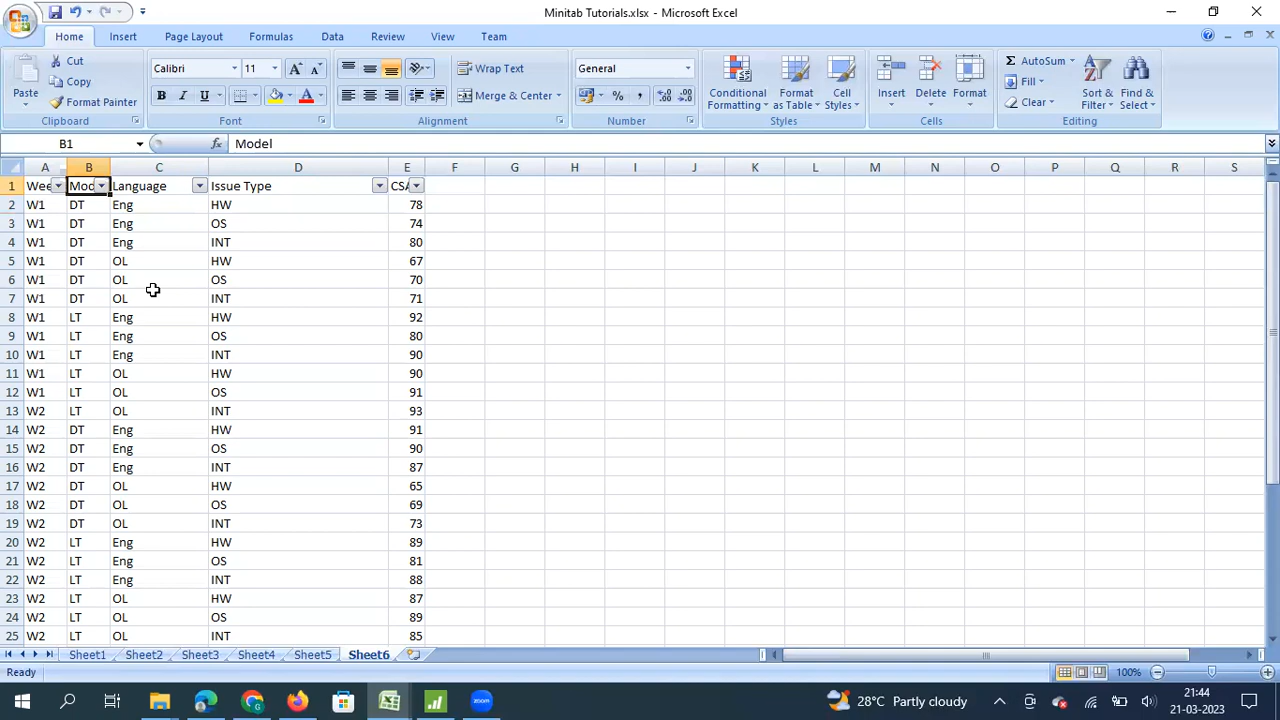 Minitab Tutorials.xlsx - Microsoft Excel
Home Insert Page Layout Formulas Data Review View Team
Paste Cut Copy Format Painter Clipboard
Calibri 11 Font
Wrap Text Merge & Center Alignment
General Number
Conditional Formatting Format as Table Cell Styles Styles
Insert Delete Format Cells
AutoSum Fill Clear Sort & Filter Find & Select Editing
B1 fx Model
A B C D E F G H I J K L M N O P Q R S
1 Wee Mod Language Issue Type CSA
2 W1 DT Eng HW 78
3 W1 DT Eng OS 74
4 W1 DT Eng INT 80
5 W1 DT OL HW 67
6 W1 DT OL OS 70
7 W1 DT OL INT 71
8 W1 LT Eng HW 92
9 W1 LT Eng OS 80
10 W1 LT Eng INT 90
11 W1 LT OL HW 90
12 W1 LT OL OS 91
13 W2 LT OL INT 93
14 W2 DT Eng HW 91
15 W2 DT Eng OS 90
16 W2 DT Eng INT 87
17 W2 DT OL HW 65
18 W2 DT OL OS 69
19 W2 DT OL INT 73
20 W2 LT Eng HW 89
21 W2 LT Eng OS 81
22 W2 LT Eng INT 88
23 W2 LT OL HW 87
24 W2 LT OL OS 89
25 W2 LT OL INT 85
Sheet1 Sheet2 Sheet3 Sheet4 Sheet5 Sheet6
Ready 100%
zoom 28°C Partly cloudy 21:44
21-03-2023